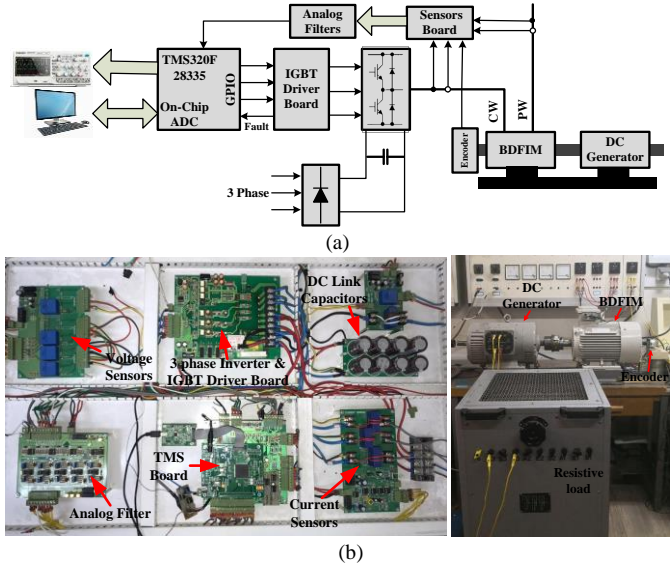 Analog
Filters
Sensors
Board
TMS320F
28335
On-Chip
ADC
GPIO
IGBT
Driver
Board
Fault
CW
PW
Encoder
BDFIM
DC
Generator
3 Phase
(a)
Voltage
Sensors
3-phase Inverter &
IGBT Driver Board
DC Link
Capacitors
DC
Generator
BDFIM
Encoder
Analog Filter
TMS
Board
Current
Sensors
Resistive
load
(b)